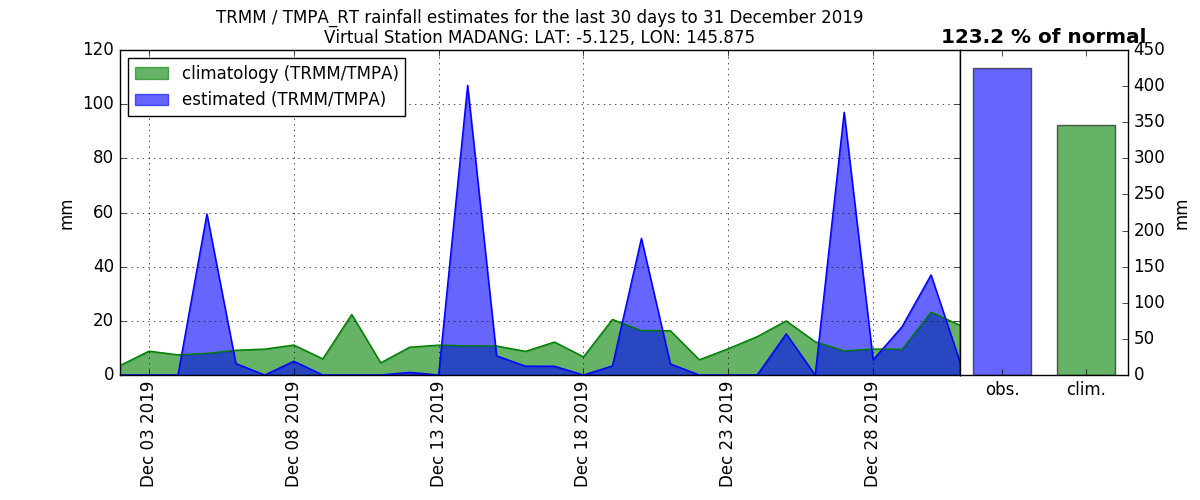 TRMM / TMPA_RT rainfall estimates for the last 30 days to 31 December 2019
Virtual Station MADANG: LAT: -5.125, LON: 145.875
123.2 % of normal
climatology (TRMM/TMPA)
estimated (TRMM/TMPA)
mm
120
100
80
60
40
20
0
Dec 03 2019
Dec 08 2019
Dec 13 2019
Dec 18 2019
Dec 23 2019
Dec 28 2019
obs.
clim.
450
400
350
300
250
200
150
100
50
0
mm